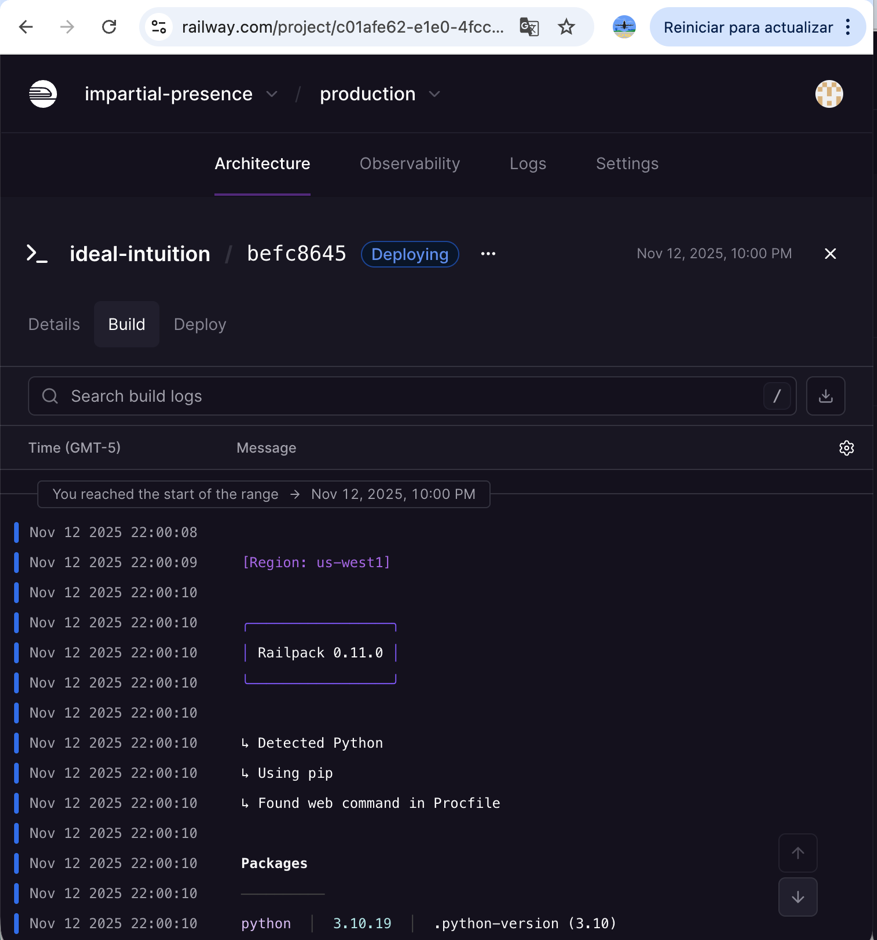 railway.com/project/c01afe62-e1e0-4fcc...
Reiniciar para actualizar
impartial-presence / production
Architecture Observability Logs Settings
ideal-intuition / befc8645 Deploying ... Nov 12, 2025, 10:00 PM
Details Build Deploy
Search build logs /
Time (GMT-5) Message
You reached the start of the range → Nov 12, 2025, 10:00 PM
Nov 12 2025 22:00:08
Nov 12 2025 22:00:09 [Region: us-west1]
Nov 12 2025 22:00:10
Nov 12 2025 22:00:10
Nov 12 2025 22:00:10 Railpack 0.11.0
Nov 12 2025 22:00:10
Nov 12 2025 22:00:10
Nov 12 2025 22:00:10 ↳ Detected Python
Nov 12 2025 22:00:10 ↳ Using pip
Nov 12 2025 22:00:10 ↳ Found web command in Procfile
Nov 12 2025 22:00:10
Nov 12 2025 22:00:10 Packages
Nov 12 2025 22:00:10
Nov 12 2025 22:00:10 python │ 3.10.19 │ .python-version (3.10)